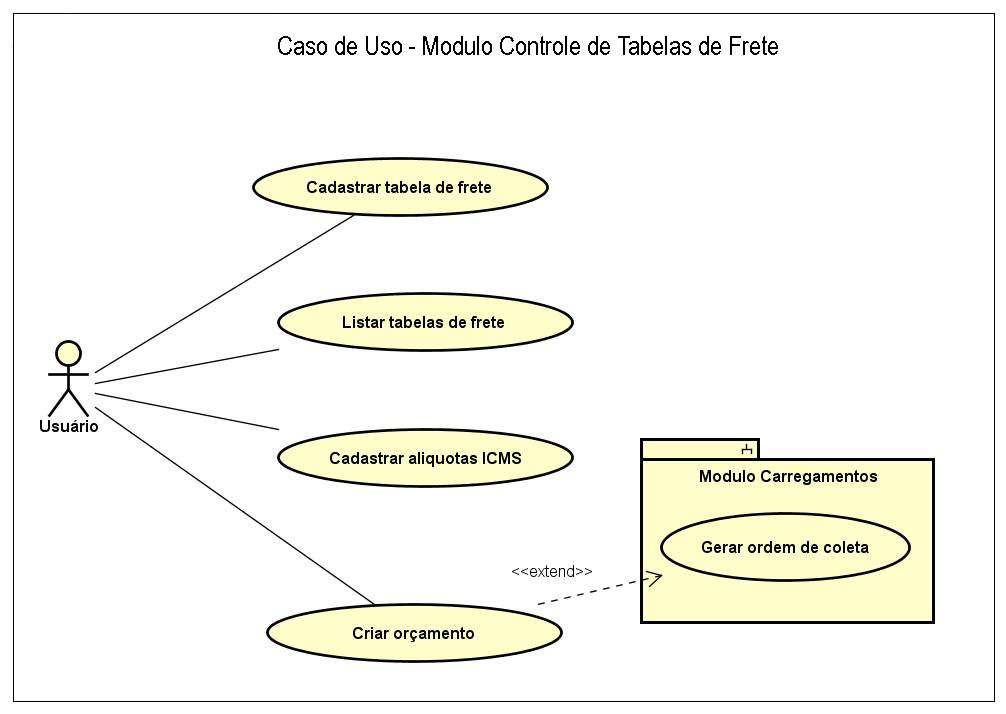 Caso de Uso - Modulo Controle de Tabelas de Frete
Cadastrar tabela de frete
Listar tabelas de frete
Usuário
Cadastrar aliquotas ICMS
Modulo Carregamentos
Gerar ordem de coleta
<<extend>>
Criar orçamento